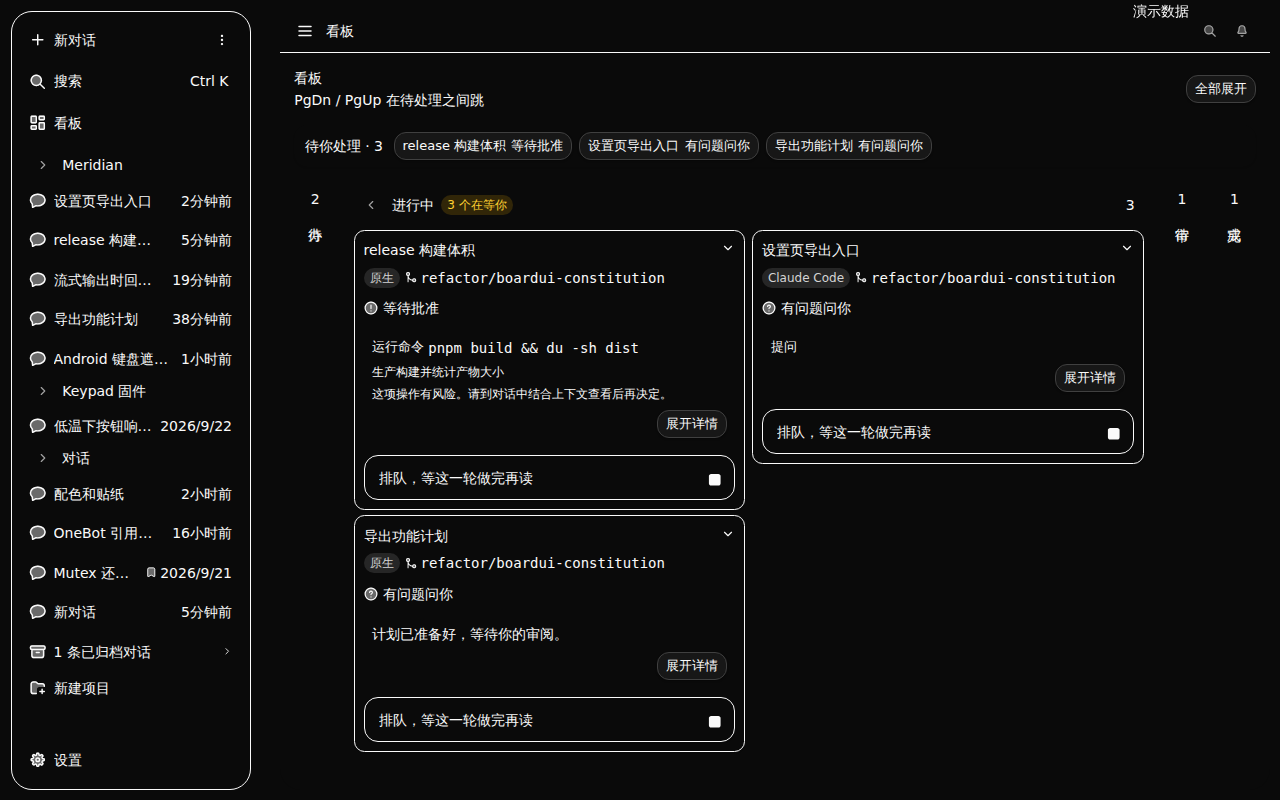 新对话
搜索 Ctrl K
看板
Meridian
设置页导出入口 2分钟前
release 构建… 5分钟前
流式输出时回… 19分钟前
导出功能计划 38分钟前
Android 键盘遮… 1小时前
Keypad 固件
低温下按钮响… 2026/9/22
对话
配色和贴纸 2小时前
OneBot 引用… 16小时前
Mutex 还… 2026/9/21
新对话 5分钟前
1 条已归档对话
新建项目
设置
演示数据
看板
看板
PgDn / PgUp 在待处理之间跳
全部展开
待你处理 · 3 release 构建体积 等待批准 设置页导出入口 有问题问你 导出功能计划 有问题问你
2
进行中 3 个在等你 3
release 构建体积
原生 refactor/boardui-constitution
等待批准
运行命令 pnpm build && du -sh dist
生产构建并统计产物大小
这项操作有风险。请到对话中结合上下文查看后再决定。
展开详情
排队，等这一轮做完再读
导出功能计划
原生 refactor/boardui-constitution
有问题问你
计划已准备好，等待你的审阅。
展开详情
排队，等这一轮做完再读
设置页导出入口
Claude Code refactor/boardui-constitution
有问题问你
提问
展开详情
排队，等这一轮做完再读
1
1